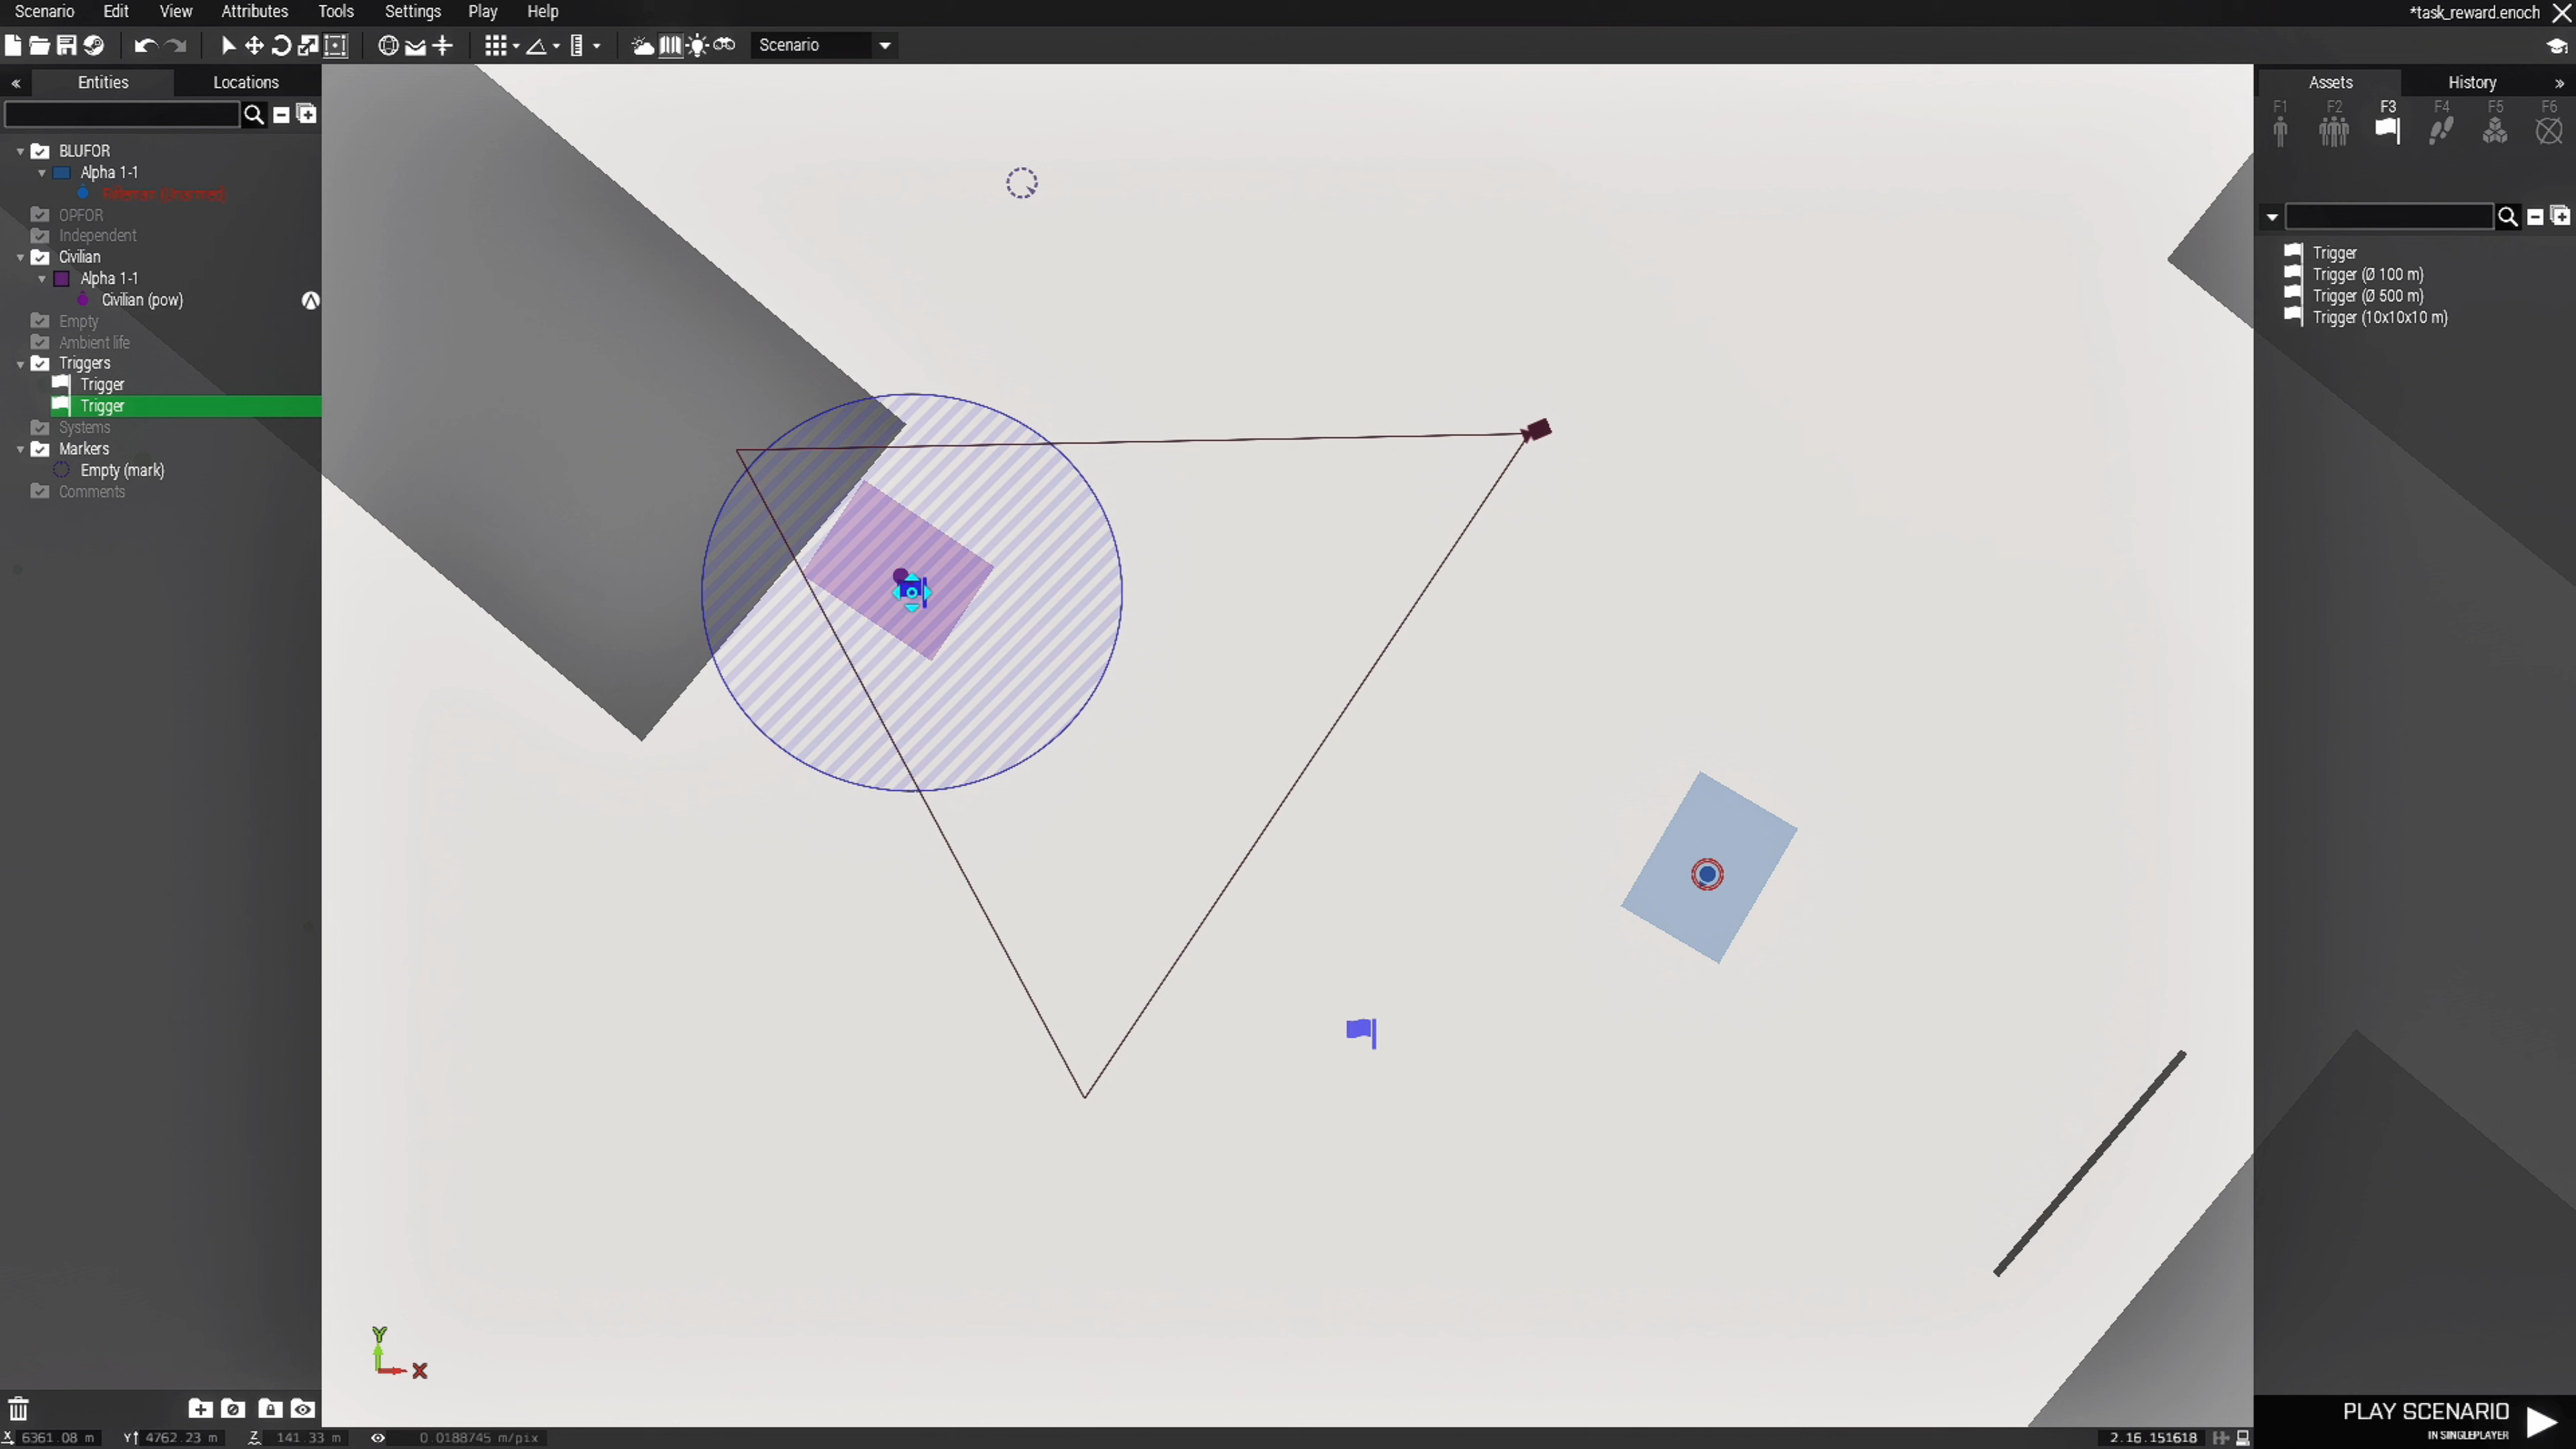 Scenario Edit View Attributes Tools Settings Play Help
*task_reward.enoch
Scenario
Entities Locations
BLUFOR
Alpha 1-1
Rifleman (Unarmed)
OPFOR
Independent
Civilian
Alpha 1-1
Civilian (pow)
Empty
Ambient life
Triggers
Trigger
Trigger
Systems
Markers
Empty (mark)
Comments
Assets History
F1 F2 F3 F4 F5 F6
Trigger
Trigger (Ø 100 m)
Trigger (Ø 500 m)
Trigger (10x10x10 m)
Y
X
PLAY SCENARIO
IN SINGLEPLAYER
X 6361.08 m Y 4762.23 m Z 141.33 m 0.0188745 m/pix
2.16.151618